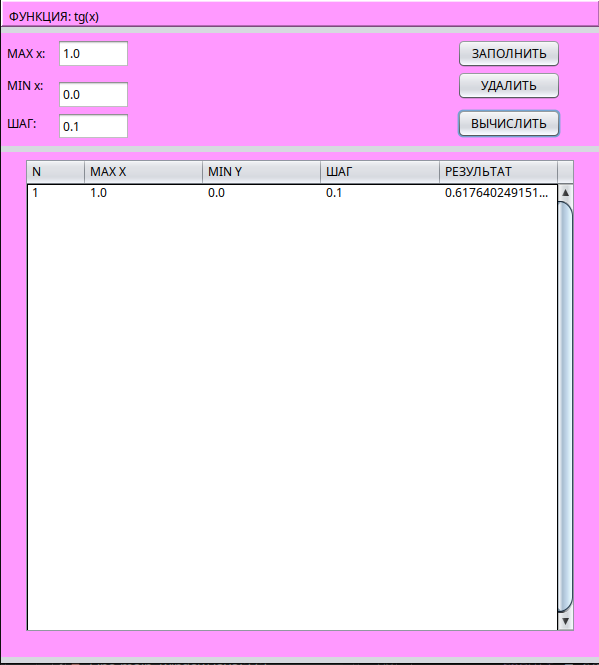 ФУНКЦИЯ: tg(x)
MAX x: 1.0 ЗАПОЛНИТЬ
MIN x: 0.0 УДАЛИТЬ
ШАГ: 0.1 ВЫЧИСЛИТЬ
N MAX X MIN Y ШАГ РЕЗУЛЬТАТ
1 1.0 0.0 0.1 0.617640249151...